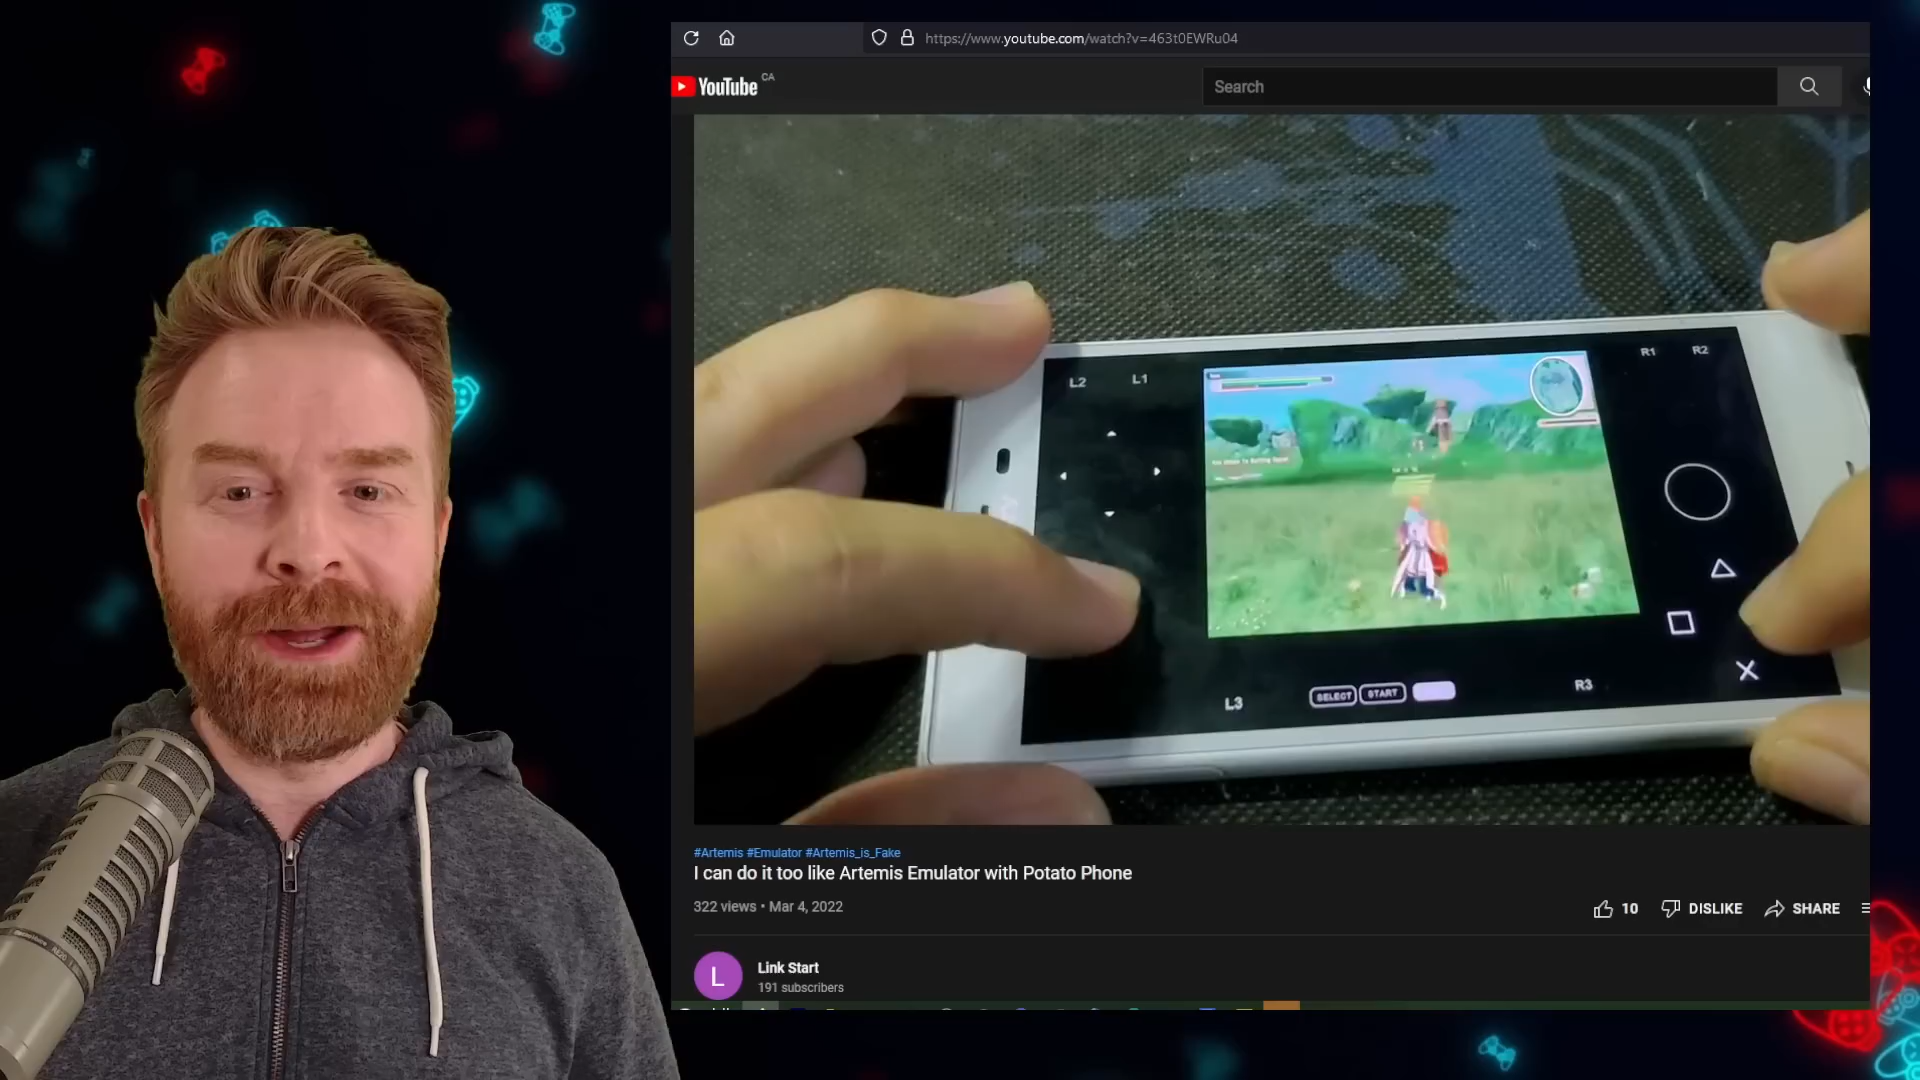 https://www.youtube.com/watch?v=463t0EWRu04
YouTube CA
Search
L2 L1 R1 R2
L3 SELECT START R3
#Artemis #Emulator #Artemis_is_Fake
I can do it too like Artemis Emulator with Potato Phone
322 views • Mar 4, 2022
10 DISLIKE SHARE
L
Link Start
191 subscribers